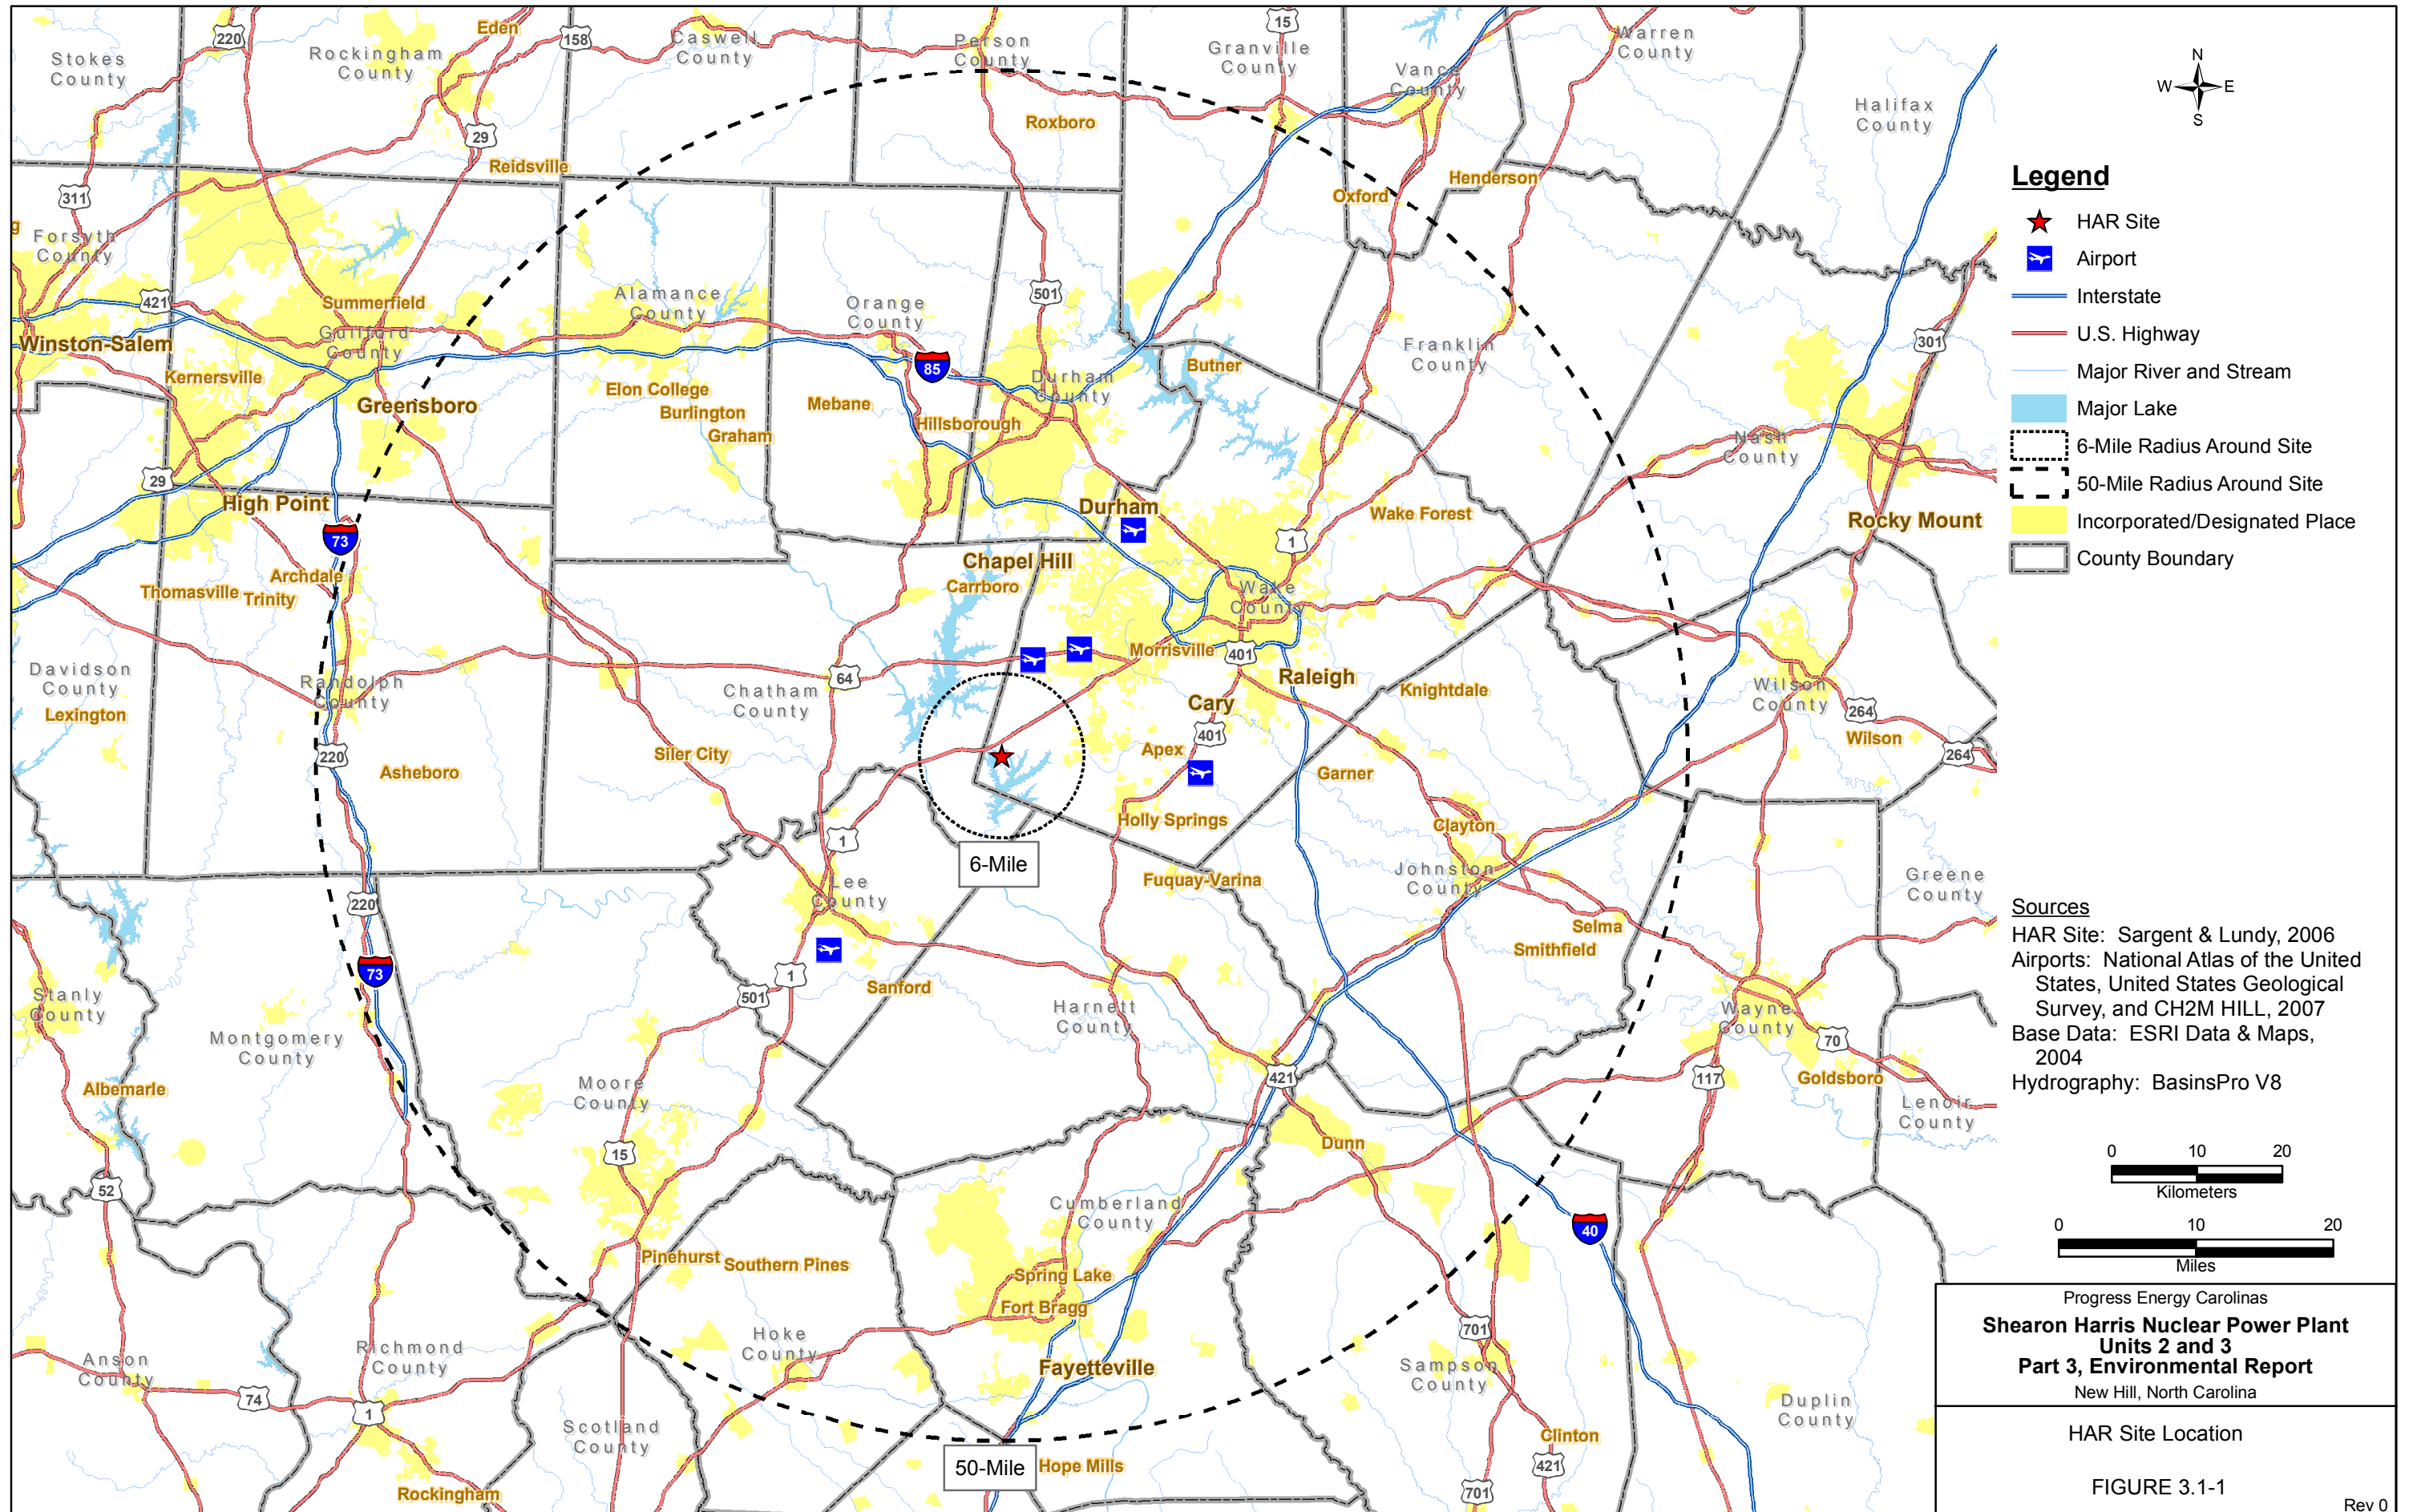 Eden
220
158
15
Stokes
County
Rockingham
County
Caswell
County
Person
County
Granville
County
Vance
County
Warren
County
Halifax
County
29
Roxboro
Reidsville
Henderson
Oxford
311
g
Forsyth
County
421
Summerfield
Guilford
County
Alamance
County
Orange
County
501
Winston-Salem
Kernersville
Greensboro
Elon College
Burlington
Graham
Mebane
85
Durham
County
Hillsborough
Butner
Franklin
County
301
Nash
County
29
High Point
73
Durham
Wake Forest
Rocky Mount
1
Chapel Hill
Carrboro
Archdale
Thomasville
Trinity
Wake
County
Morrisville
401
Raleigh
Davidson
County
Lexington
Randolph
County
Chatham
County
64
Cary
Knightdale
Wilson
County
264
Wilson
264
220
Asheboro
Siler City
401
Apex
Garner
Holly Springs
Clayton
1
6-Mile
Fuquay-Varina
Johnston
County
Greene
County
Lee
County
220
Selma
Smithfield
73
1
501
Sanford
Stanly
County
Montgomery
County
Harnett
County
Wayne
County
70
Albemarle
Moore
County
421
117
Goldsboro
Lenoir
County
15
Dunn
52
Cumberland
County
40
Pinehurst
Southern Pines
Spring Lake
Fort Bragg
Hoke
County
701
Anson
County
Richmond
County
Fayetteville
Sampson
County
74
1
Scotland
County
Duplin
County
Clinton
50-Mile
Hope Mills
421
701
Rockingham
N
W
E
S
Legend
HAR Site
Airport
Interstate
U.S. Highway
Major River and Stream
Major Lake
6-Mile Radius Around Site
50-Mile Radius Around Site
Incorporated/Designated Place
County Boundary
Sources
HAR Site: Sargent & Lundy, 2006
Airports: National Atlas of the United
States, United States Geological
Survey, and CH2M HILL, 2007
Base Data: ESRI Data & Maps,
2004
Hydrography: BasinsPro V8
0 10 20
Kilometers
0 10 20
Miles
Progress Energy Carolinas
Shearon Harris Nuclear Power Plant
Units 2 and 3
Part 3, Environmental Report
New Hill, North Carolina
HAR Site Location
FIGURE 3.1-1
Rev 0